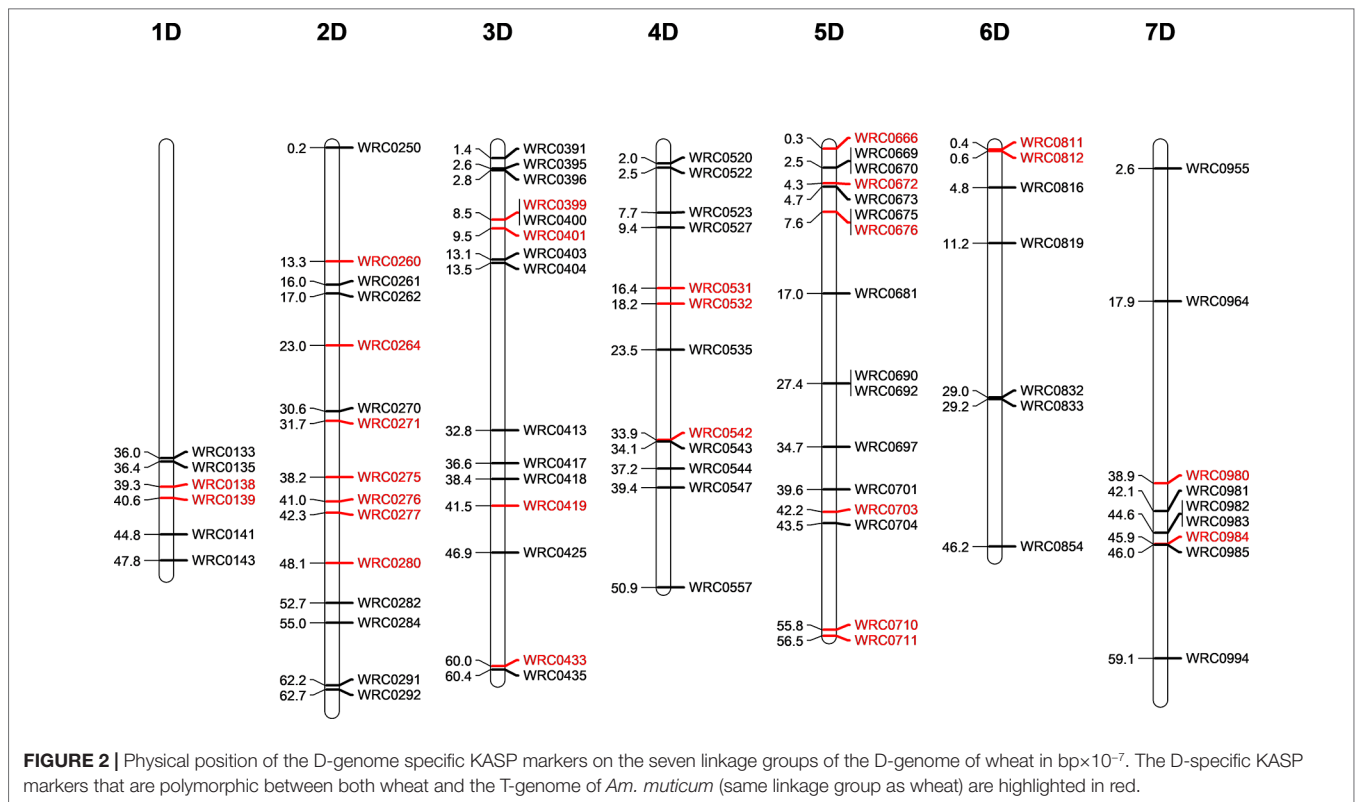 1D 2D 3D 4D 5D 6D 7D
36.0 WRC0133
36.4 WRC0135
39.3 WRC0138
40.6 WRC0139
44.8 WRC0141
47.8 WRC0143
0.2 WRC0250
13.3 WRC0260
16.0 WRC0261
17.0 WRC0262
23.0 WRC0264
30.6 WRC0270
31.7 WRC0271
38.2 WRC0275
41.0 WRC0276
42.3 WRC0277
48.1 WRC0280
52.7 WRC0282
55.0 WRC0284
62.2 WRC0291
62.7 WRC0292
1.4 WRC0391
2.6 WRC0395
2.8 WRC0396
WRC0399
8.5 WRC0400
9.5 WRC0401
13.1 WRC0403
13.5 WRC0404
32.8 WRC0413
36.6 WRC0417
38.4 WRC0418
41.5 WRC0419
46.9 WRC0425
60.0 WRC0433
60.4 WRC0435
2.0 WRC0520
2.5 WRC0522
7.7 WRC0523
9.4 WRC0527
16.4 WRC0531
18.2 WRC0532
23.5 WRC0535
33.9 WRC0542
34.1 WRC0543
37.2 WRC0544
39.4 WRC0547
50.9 WRC0557
0.3 WRC0666
WRC0669
2.5 WRC0670
4.3 WRC0672
4.7 WRC0673
WRC0675
7.6 WRC0676
17.0 WRC0681
WRC0690
27.4 WRC0692
34.7 WRC0697
39.6 WRC0701
42.2 WRC0703
43.5 WRC0704
55.8 WRC0710
56.5 WRC0711
0.4 WRC0811
0.6 WRC0812
4.8 WRC0816
11.2 WRC0819
29.0 WRC0832
29.2 WRC0833
46.2 WRC0854
2.6 WRC0955
17.9 WRC0964
38.9 WRC0980
42.1 WRC0981
WRC0982
44.6 WRC0983
45.9 WRC0984
46.0 WRC0985
59.1 WRC0994
FIGURE 2 | Physical position of the D-genome specific KASP markers on the seven linkage groups of the D-genome of wheat in bp×10⁻⁷. The D-specific KASP
markers that are polymorphic between both wheat and the T-genome of Am. muticum (same linkage group as wheat) are highlighted in red.